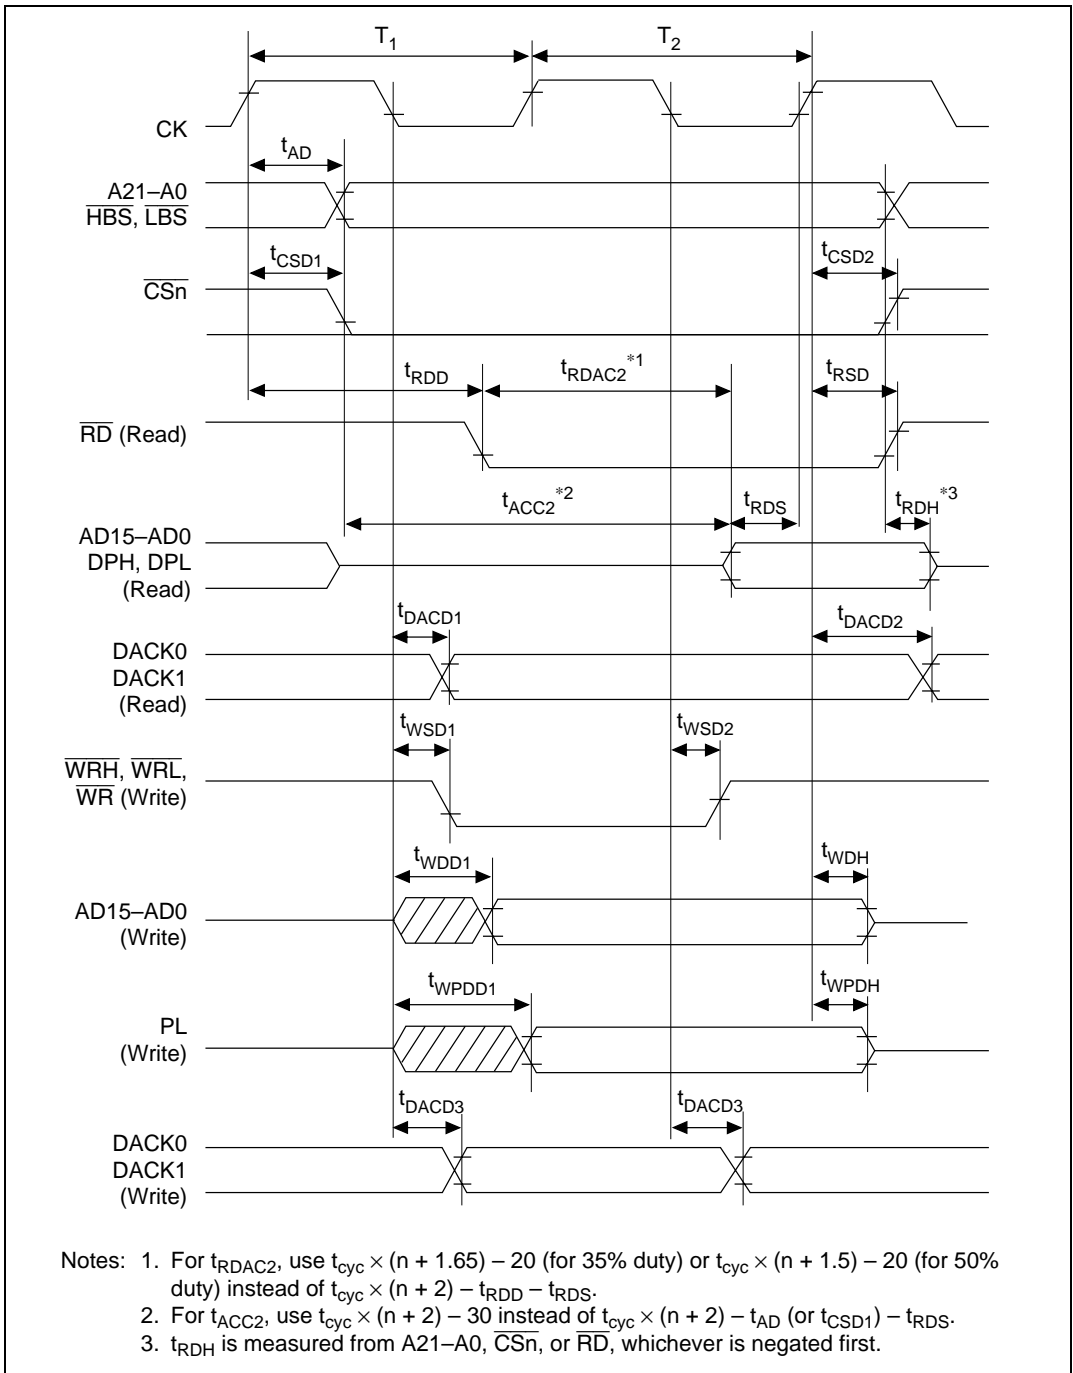 T1 T2
CK
tAD
A21–A0
HBS, LBS
tCSD1 tCSD2
CSn
tRDD tRDAC2*1 tRSD
RD (Read)
tACC2*2 tRDS tRDH*3
AD15–AD0
DPH, DPL
(Read)
tDACD1 tDACD2
DACK0
DACK1
(Read)
tWSD1 tWSD2
WRH, WRL,
WR (Write)
tWDD1 tWDH
AD15–AD0
(Write)
tWPDD1 tWPDH
PL
(Write)
tDACD3 tDACD3
DACK0
DACK1
(Write)
Notes: 1. For tRDAC2, use tcyc × (n + 1.65) – 20 (for 35% duty) or tcyc × (n + 1.5) – 20 (for 50%
duty) instead of tcyc × (n + 2) – tRDD – tRDS.
2. For tACC2, use tcyc × (n + 2) – 30 instead of tcyc × (n + 2) – tAD (or tCSD1) – tRDS.
3. tRDH is measured from A21–A0, CSn, or RD, whichever is negated first.